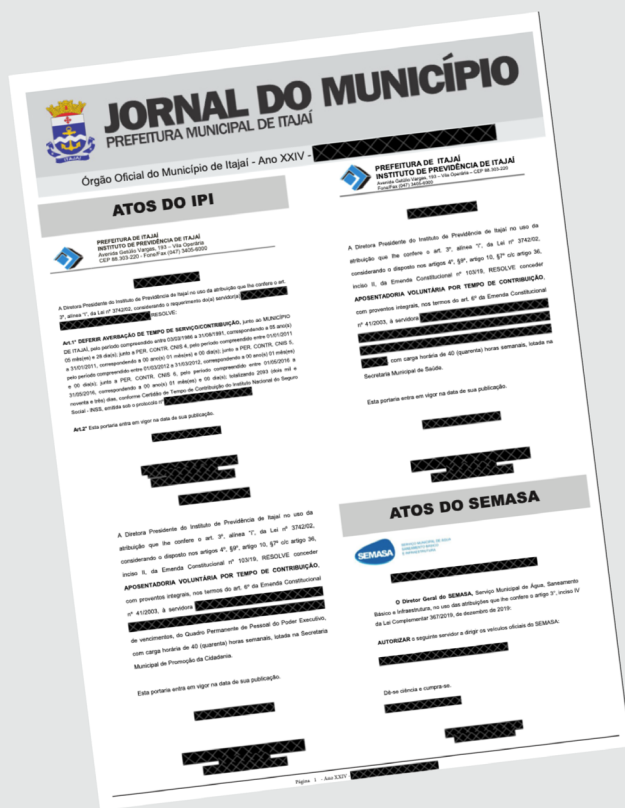 JORNAL DO MUNICÍPIO
PREFEITURA MUNICIPAL DE ITAJAÍ
ITAJAÍ
Órgão Oficial do Município de Itajaí - Ano XXIV -
ATOS DO IPI
PREFEITURA DE ITAJAÍ
INSTITUTO DE PREVIDÊNCIA DE ITAJAÍ
Avenida Getúlio Vargas, 193 – Vila Operária
CEP 88.303-220 - Fone/Fax (047) 3405-6000
A Diretora Presidente do Instituto de Previdência de Itajaí no uso da atribuição que lhe confere o art.
3º, alínea "i", da Lei nº 3742/02, considerando o requerimento do(a) servidor(a)
RESOLVE:
Art.1º DEFERIR AVERBAÇÃO DE TEMPO DE SERVIÇO/CONTRIBUIÇÃO, junto ao MUNICÍPIO
DE ITAJAÍ, pelo período compreendido entre 03/03/1986 a 31/08/1991, correspondendo a 05 ano(s)
05 mês(es) e 28 dia(s); junto a PER. CONTR. CNIS 4, pelo período compreendido entre 01/01/2011
a 31/01/2011, correspondendo a 00 ano(s) 01 mês(es) e 00 dia(s); junto a PER. CONTR. CNIS 5,
pelo período compreendido entre 01/03/2012 a 31/03/2012, correspondendo a 00 ano(s) 01 mês(es)
e 00 dia(s); junto a PER. CONTR. CNIS 6, pelo período compreendido entre 01/05/2016 a
31/05/2016, correspondendo a 00 ano(s) 01 mês(es) e 00 dia(s); totalizando 2093 (dois mil e
noventa e três) dias, conforme Certidão de Tempo de Contribuição do Instituto Nacional do Seguro
Social - INSS, emitida sob o protocolo nº
Art.2º Esta portaria entra em vigor na data de sua publicação.
A Diretora Presidente do Instituto de Previdência de Itajaí no uso da
atribuição que lhe confere o art. 3º, alínea "i", da Lei nº 3742/02,
considerando o disposto nos artigos 4º, §9º, artigo 10, §7º c/c artigo 36,
inciso II, da Emenda Constitucional nº 103/19, RESOLVE conceder
APOSENTADORIA VOLUNTÁRIA POR TEMPO DE CONTRIBUIÇÃO,
com proventos integrais, nos termos do art. 6º da Emenda Constitucional
nº 41/2003, à servidora
de vencimentos, do Quadro Permanente de Pessoal do Poder Executivo,
com carga horária de 40 (quarenta) horas semanais, lotada na Secretaria
Municipal de Promoção da Cidadania.
Esta portaria entra em vigor na data de sua publicação.
PREFEITURA DE ITAJAÍ
INSTITUTO DE PREVIDÊNCIA DE ITAJAÍ
Avenida Getúlio Vargas, 193 – Vila Operária – CEP 88.303-220
Fone/Fax (047) 3405-6000
A Diretora Presidente do Instituto de Previdência de Itajaí no uso da
atribuição que lhe confere o art. 3º, alínea "i", da Lei nº 3742/02,
considerando o disposto nos artigos 4º, §9º, artigo 10, §7º c/c artigo 36,
inciso II, da Emenda Constitucional nº 103/19, RESOLVE conceder
APOSENTADORIA VOLUNTÁRIA POR TEMPO DE CONTRIBUIÇÃO,
com proventos integrais, nos termos do art. 6º da Emenda Constitucional
nº 41/2003, à servidora
com carga horária de 40 (quarenta) horas semanais, lotada na
Secretaria Municipal de Saúde.
Esta portaria entra em vigor na data de sua publicação.
ATOS DO SEMASA
SEMASA
SERVIÇO MUNICIPAL DE ÁGUA,
SANEAMENTO BÁSICO
E INFRAESTRUTURA
O Diretor Geral do SEMASA, Serviço Municipal de Água, Saneamento
Básico e Infraestrutura, no uso das atribuições que lhe confere o artigo 3°, inciso IV
da Lei Complementar 367/2019, de dezembro de 2019:
AUTORIZAR o seguinte servidor a dirigir os veículos oficiais do SEMASA:
Dê-se ciência e cumpra-se.
Página 1 - Ano XXIV